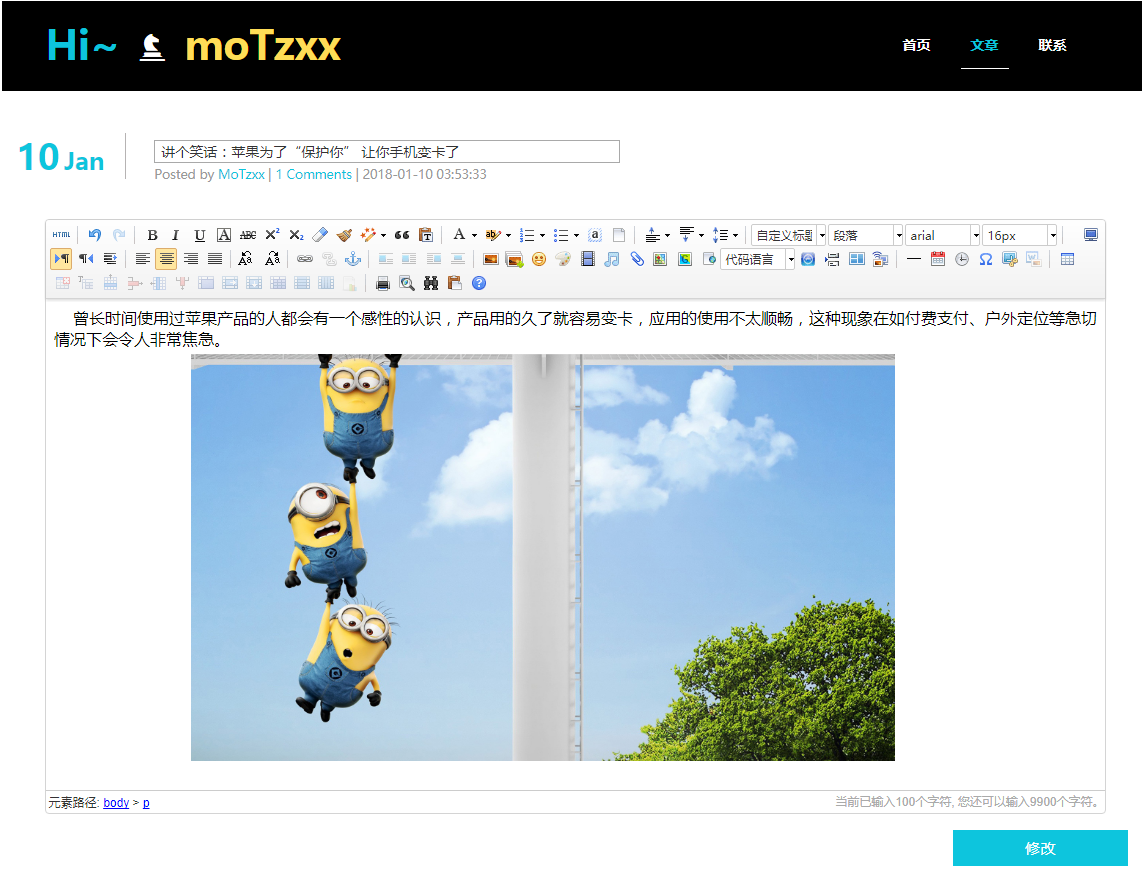 Hi~ moTzxx
首页 文章 联系
10 Jan
讲个笑话：苹果为了“保护你” 让你手机变卡了
Posted by MoTzxx | 1 Comments | 2018-01-10 03:53:33
HTML B I U A ABC X² X₂ A ab 自定义标题 段落 arial 16px
代码语言
曾长时间使用过苹果产品的人都会有一个感性的认识，产品用的久了就容易变卡，应用的使用不太顺畅，这种现象在如付费支付、户外定位等急切
情况下会令人非常焦急。
元素路径: body > p
当前已输入100个字符, 您还可以输入9900个字符。
修改